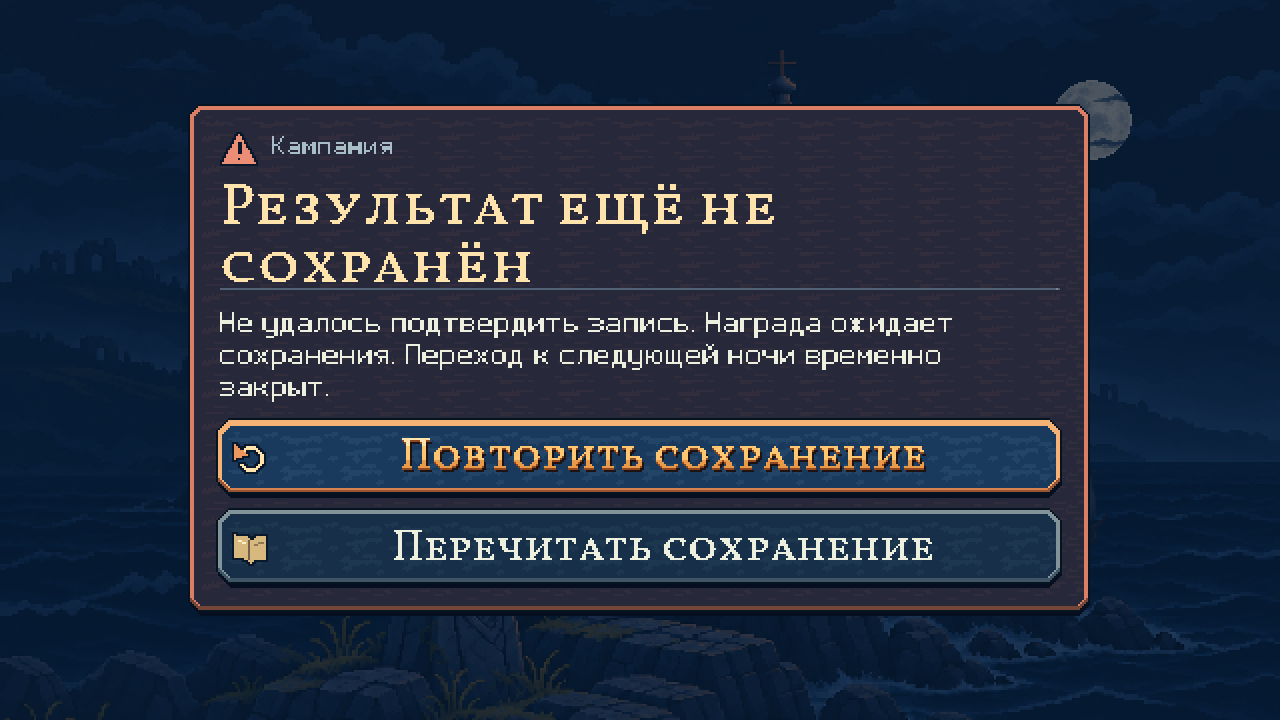 Кампания
Результат ещё не
сохранён
Не удалось подтвердить запись. Награда ожидает
сохранения. Переход к следующей ночи временно
закрыт.
Повторить сохранение
Перечитать сохранение